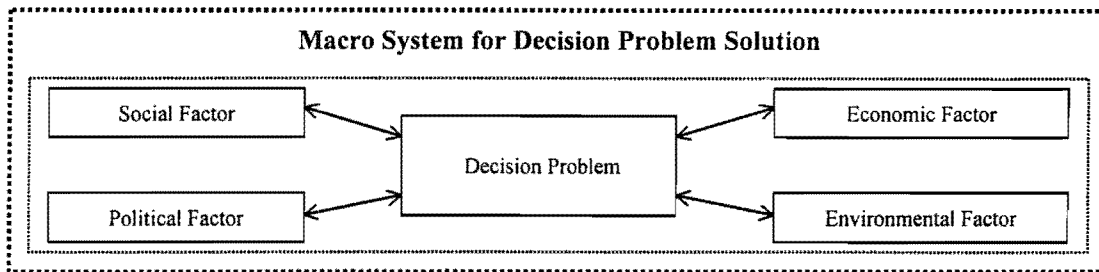 Macro System for Decision Problem Solution
Social Factor
Economic Factor
Decision Problem
Political Factor
Environmental Factor